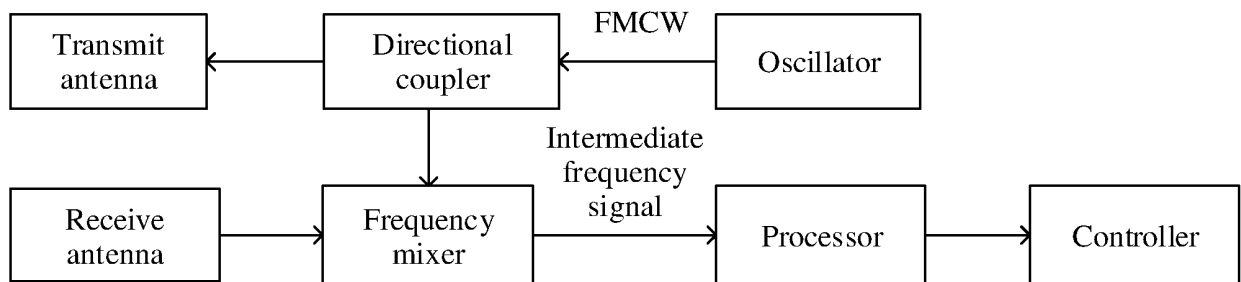 FMCW
Transmit
antenna
Directional
coupler
Oscillator
Intermediate
frequency
signal
Receive
antenna
Frequency
mixer
Processor
Controller